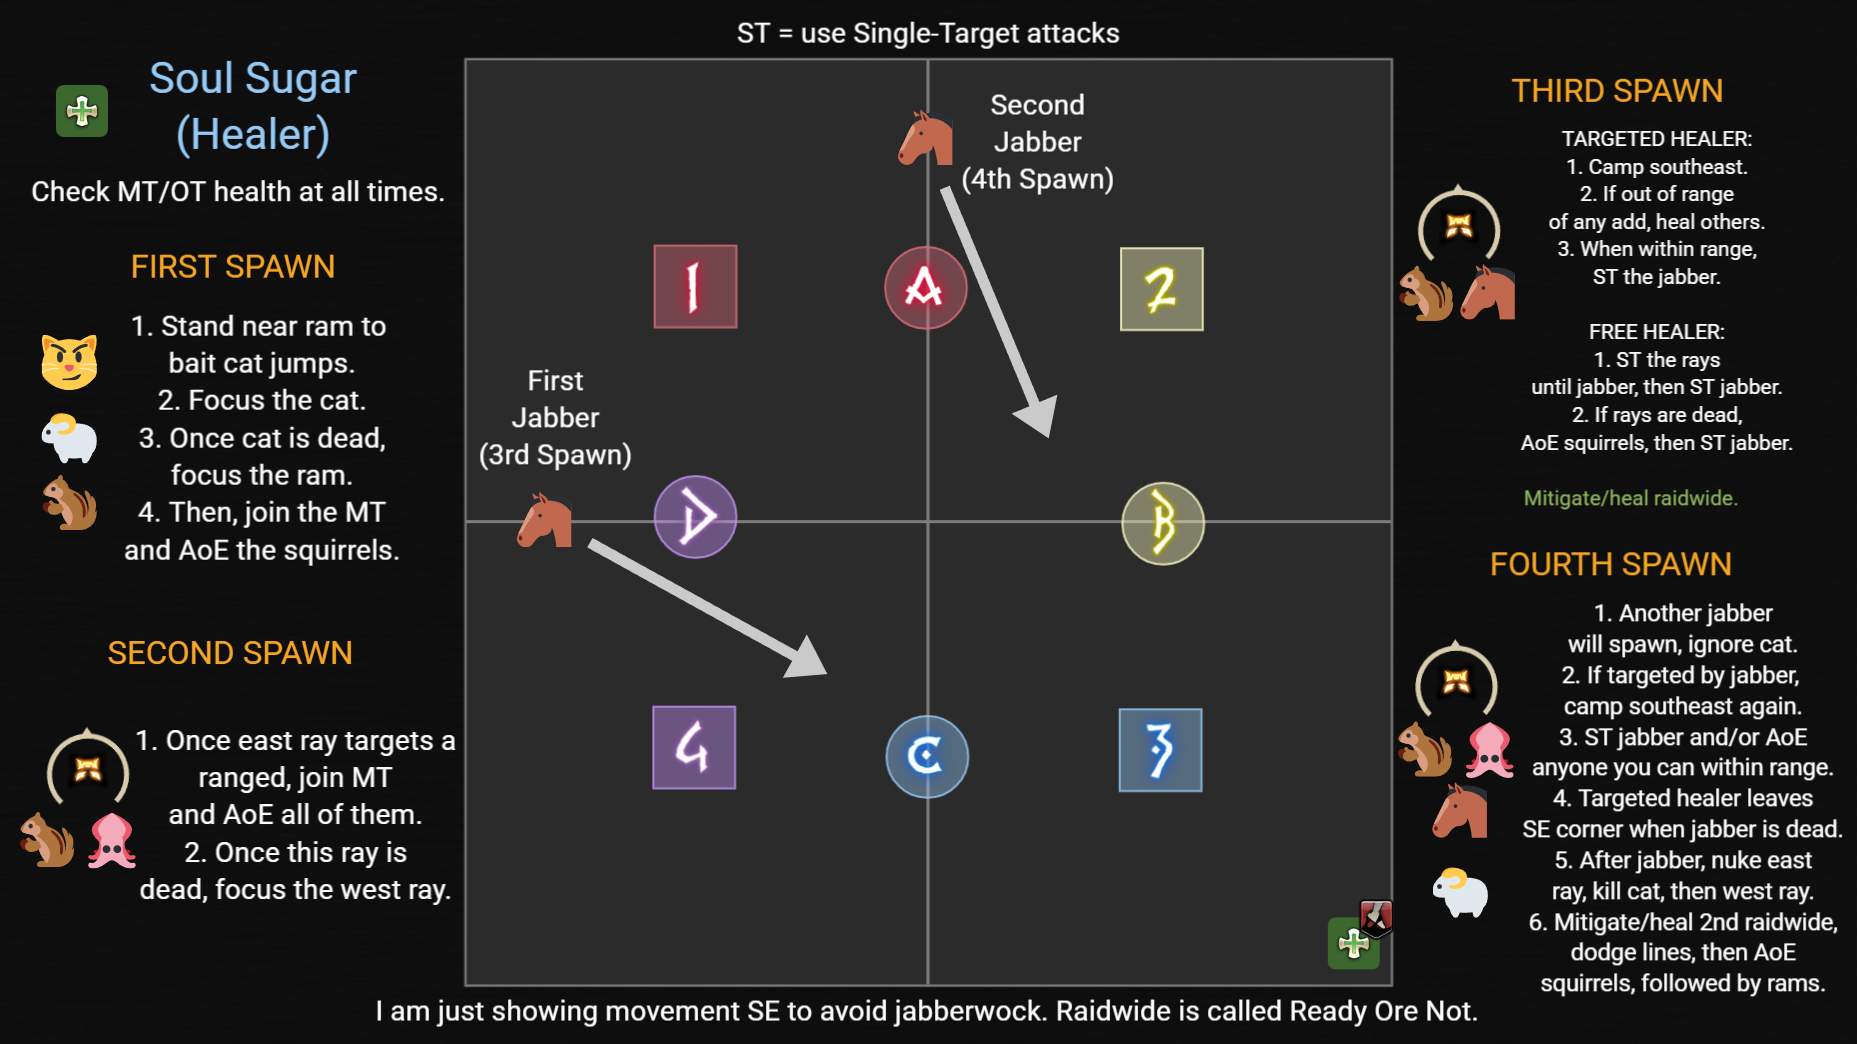 ST = use Single-Target attacks
Soul Sugar
(Healer)
Check MT/OT health at all times.
FIRST SPAWN
1. Stand near ram to
bait cat jumps.
2. Focus the cat.
3. Once cat is dead,
focus the ram.
4. Then, join the MT
and AoE the squirrels.
SECOND SPAWN
1. Once east ray targets a
ranged, join MT
and AoE all of them.
2. Once this ray is
dead, focus the west ray.
Second
Jabber
(4th Spawn)
1
A
2
First
Jabber
(3rd Spawn)
D
B
4
C
3
THIRD SPAWN
TARGETED HEALER:
1. Camp southeast.
2. If out of range
of any add, heal others.
3. When within range,
ST the jabber.
FREE HEALER:
1. ST the rays
until jabber, then ST jabber.
2. If rays are dead,
AoE squirrels, then ST jabber.
Mitigate/heal raidwide.
FOURTH SPAWN
1. Another jabber
will spawn, ignore cat.
2. If targeted by jabber,
camp southeast again.
3. ST jabber and/or AoE
anyone you can within range.
4. Targeted healer leaves
SE corner when jabber is dead.
5. After jabber, nuke east
ray, kill cat, then west ray.
6. Mitigate/heal 2nd raidwide,
dodge lines, then AoE
squirrels, followed by rams.
I am just showing movement SE to avoid jabberwock. Raidwide is called Ready Ore Not.